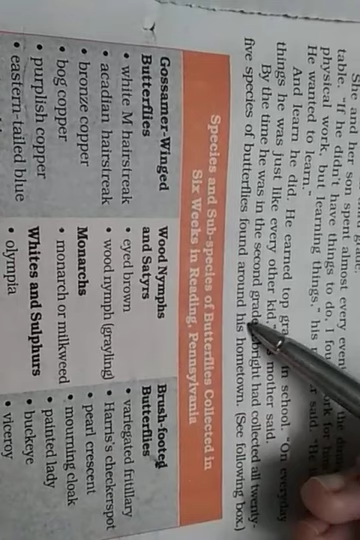 She and her son spent almost every
table. "If he didn't have things to do, I
physical work, but learning things," his said.
He wanted to learn."
And learn he did. He earned top in school. "On everyday
things he was just like every other kid," mother said.
By the time he was in the second grade, had collected all twenty-
five species of butterflies found around his hometown. (See following box.)
Species and Sub-species of Butterflies Collected in
Six Weeks in Reading, Pennsylvania
Gossamer-Winged
Butterflies
• white M hairstreak
• acadian hairstreak
• bronze copper
• bog copper
• purplish copper
• eastern-tailed blue
Wood Nymphs
and Satyrs
• eyed brown
• wood nymph (grayling)
Monarchs
• monarch or milkweed
Whites and Sulphurs
• olympia
Brush-footed
Butterflies
• variegated fritullary
• Harris's checkerspot
• pearl crescent
• mourning cloak
• painted lady
• buckeye
• viceroy